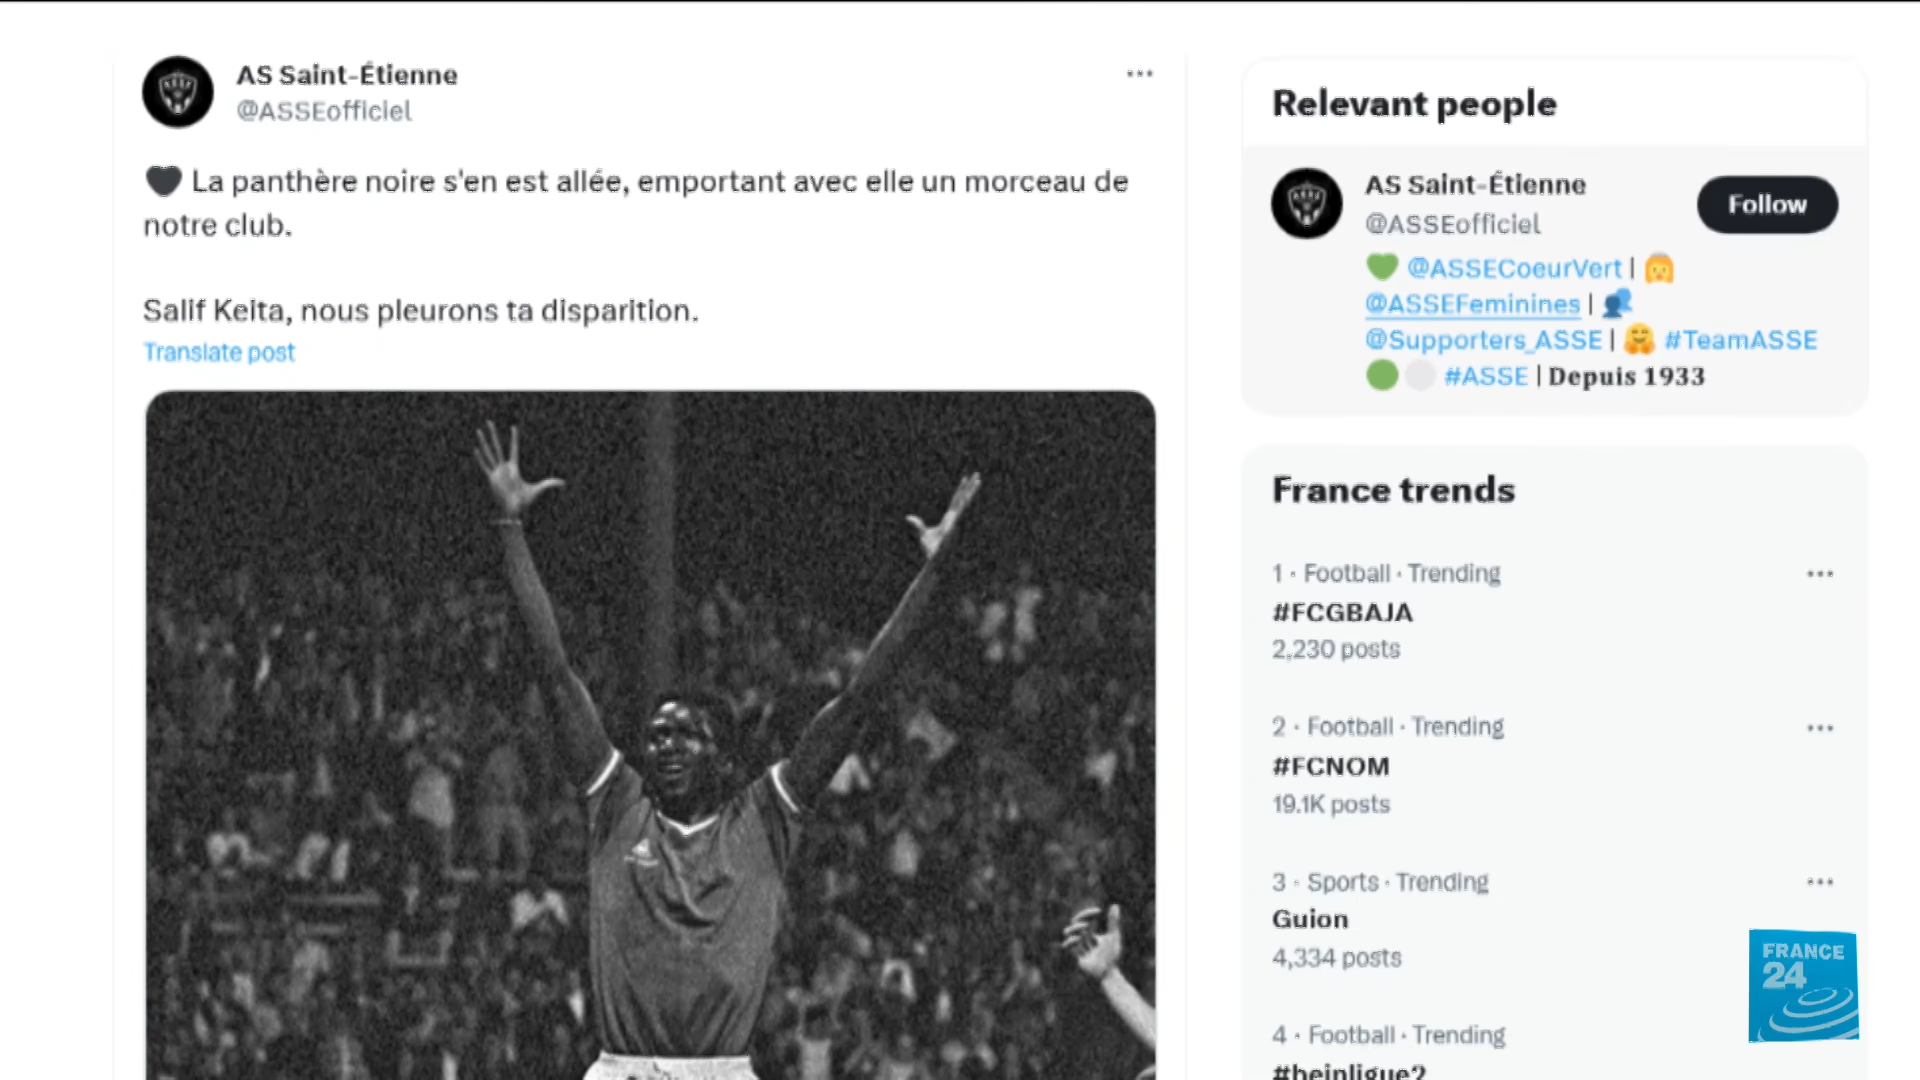 AS Saint-Étienne
@ASSEofficiel
🖤 La panthère noire s'en est allée, emportant avec elle un morceau de
notre club.
Salif Keita, nous pleurons ta disparition.
Translate post
Relevant people
AS Saint-Étienne
@ASSEofficiel
Follow
💚 @ASSECoeurVert | 👩
@ASSEFeminines | 👥
@Supporters_ASSE | 🤗 #TeamASSE
🟢⚪ #ASSE | Depuis 1933
France trends
1 · Football · Trending
#FCGBAJA
2,230 posts
2 · Football · Trending
#FCNOM
19.1K posts
3 · Sports · Trending
Guion
4,334 posts
4 · Football · Trending
#beinligue2
FRANCE
24